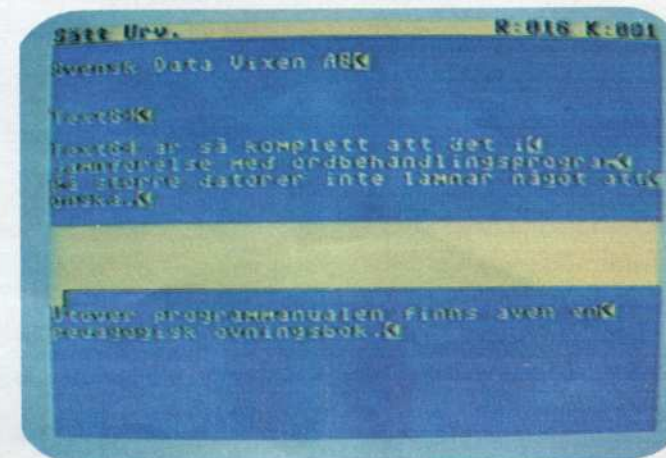 Sätt Urv. R:016 K:001
Svensk Data Vixen AB
Text64
Text64 är så komplett att det i
jämförelse med ordbehandlingsprogram
på större datorer inte lämnar något att
önska.
Utöver programmanualen finns även en
pedagogisk övningsbok.